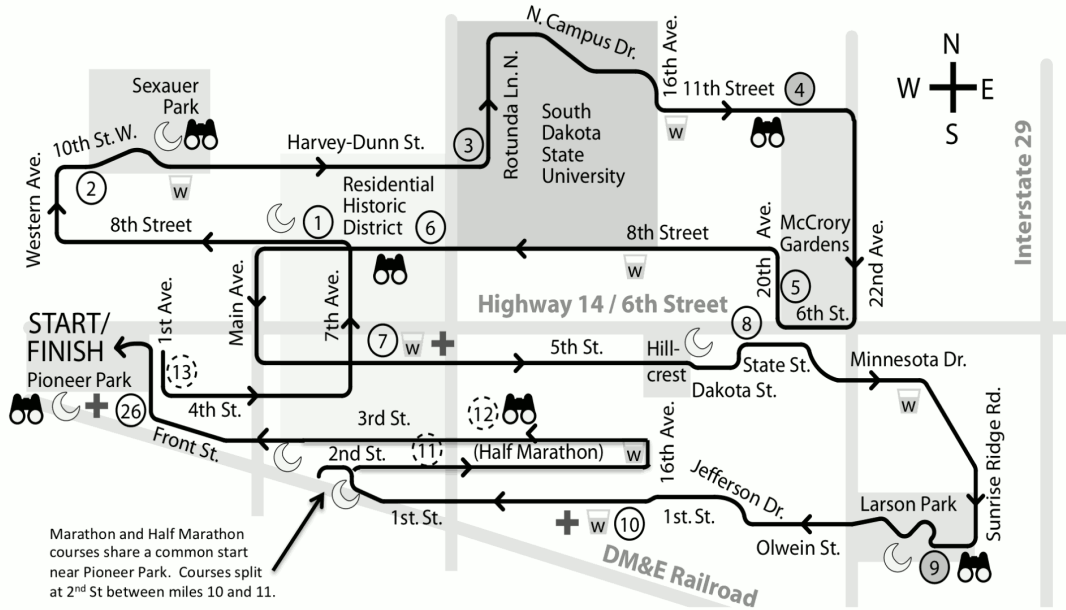 N. Campus Dr.
16th Ave.
11th Street
4
N
W E
S
Sexauer
Park
Rotunda Ln. N.
South
Dakota
State
University
W
10th St. W.
Harvey-Dunn St.
3
Western Ave.
2
W
Residential
Historic
District
1
6
8th Street
8th Street
W
20th Ave.
McCrory
Gardens
22nd Ave.
Interstate 29
5
6th St.
Highway 14 / 6th Street
START/
FINISH
1st Ave.
Main Ave.
7th Ave.
7
W
5th St.
Hill-
crest
8
State St.
Dakota St.
Minnesota Dr.
W
Pioneer Park
13
4th St.
26
Front St.
3rd St.
12
2nd St.
11
(Half Marathon)
W
16th Ave.
Sunrise Ridge Rd.
Jefferson Dr.
Larson Park
1st. St.
W
10
1st. St.
Olwein St.
9
DM&E Railroad
Marathon and Half Marathon
courses share a common start
near Pioneer Park. Courses split
at 2nd St between miles 10 and 11.